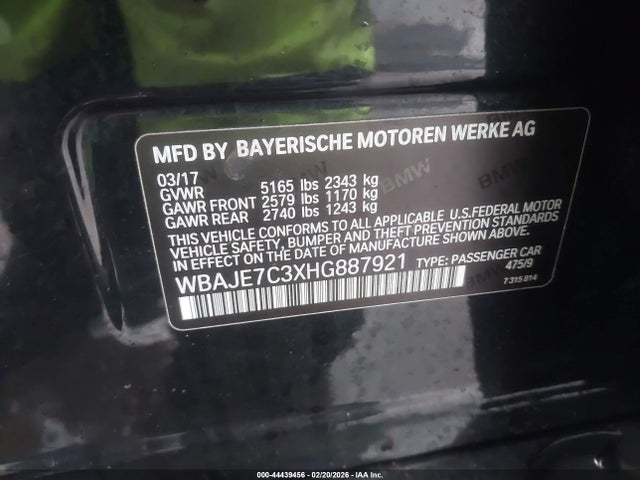 MFD BY BAYERISCHE MOTOREN WERKE AG
03/17
GVWR 5165 lbs 2343 kg
GAWR FRONT 2579 lbs 1170 kg
GAWR REAR 2740 lbs 1243 kg
THIS VEHICLE CONFORMS TO ALL APPLICABLE U.S.FEDERAL MOTOR
VEHICLE SAFETY, BUMPER AND THEFT PREVENTION STANDARDS
IN EFFECT ON THE DATE OF MANUFACTURE SHOWN ABOVE.
WBAJE7C3XHG887921 TYPE: PASSENGER CAR
475/9
7 315 814
000-44439456 | 02/20/2026 - IAA Inc.